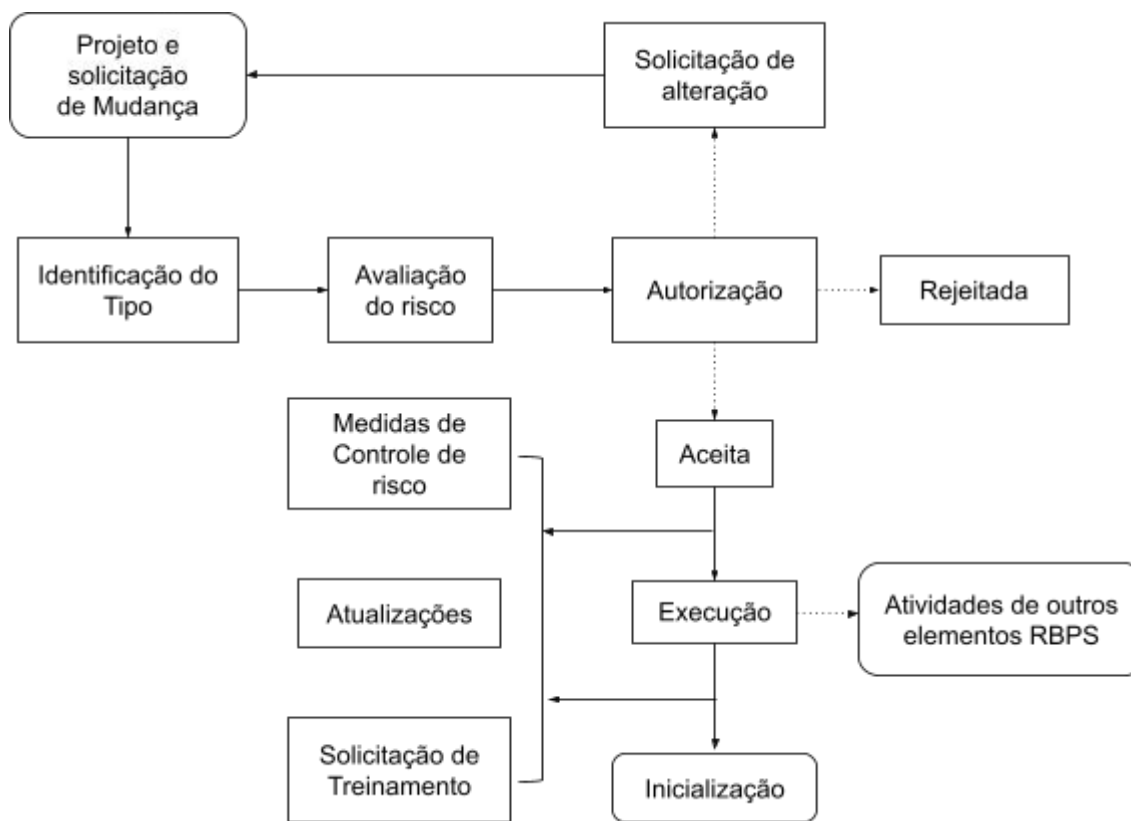 Projeto e
solicitação
de Mudança
Solicitação de
alteração
Identificação do
Tipo
Avaliação
do risco
Autorização
Rejeitada
Medidas de
Controle de
risco
Aceita
Atualizações
Execução
Atividades de outros
elementos RBPS
Solicitação de
Treinamento
Inicialização